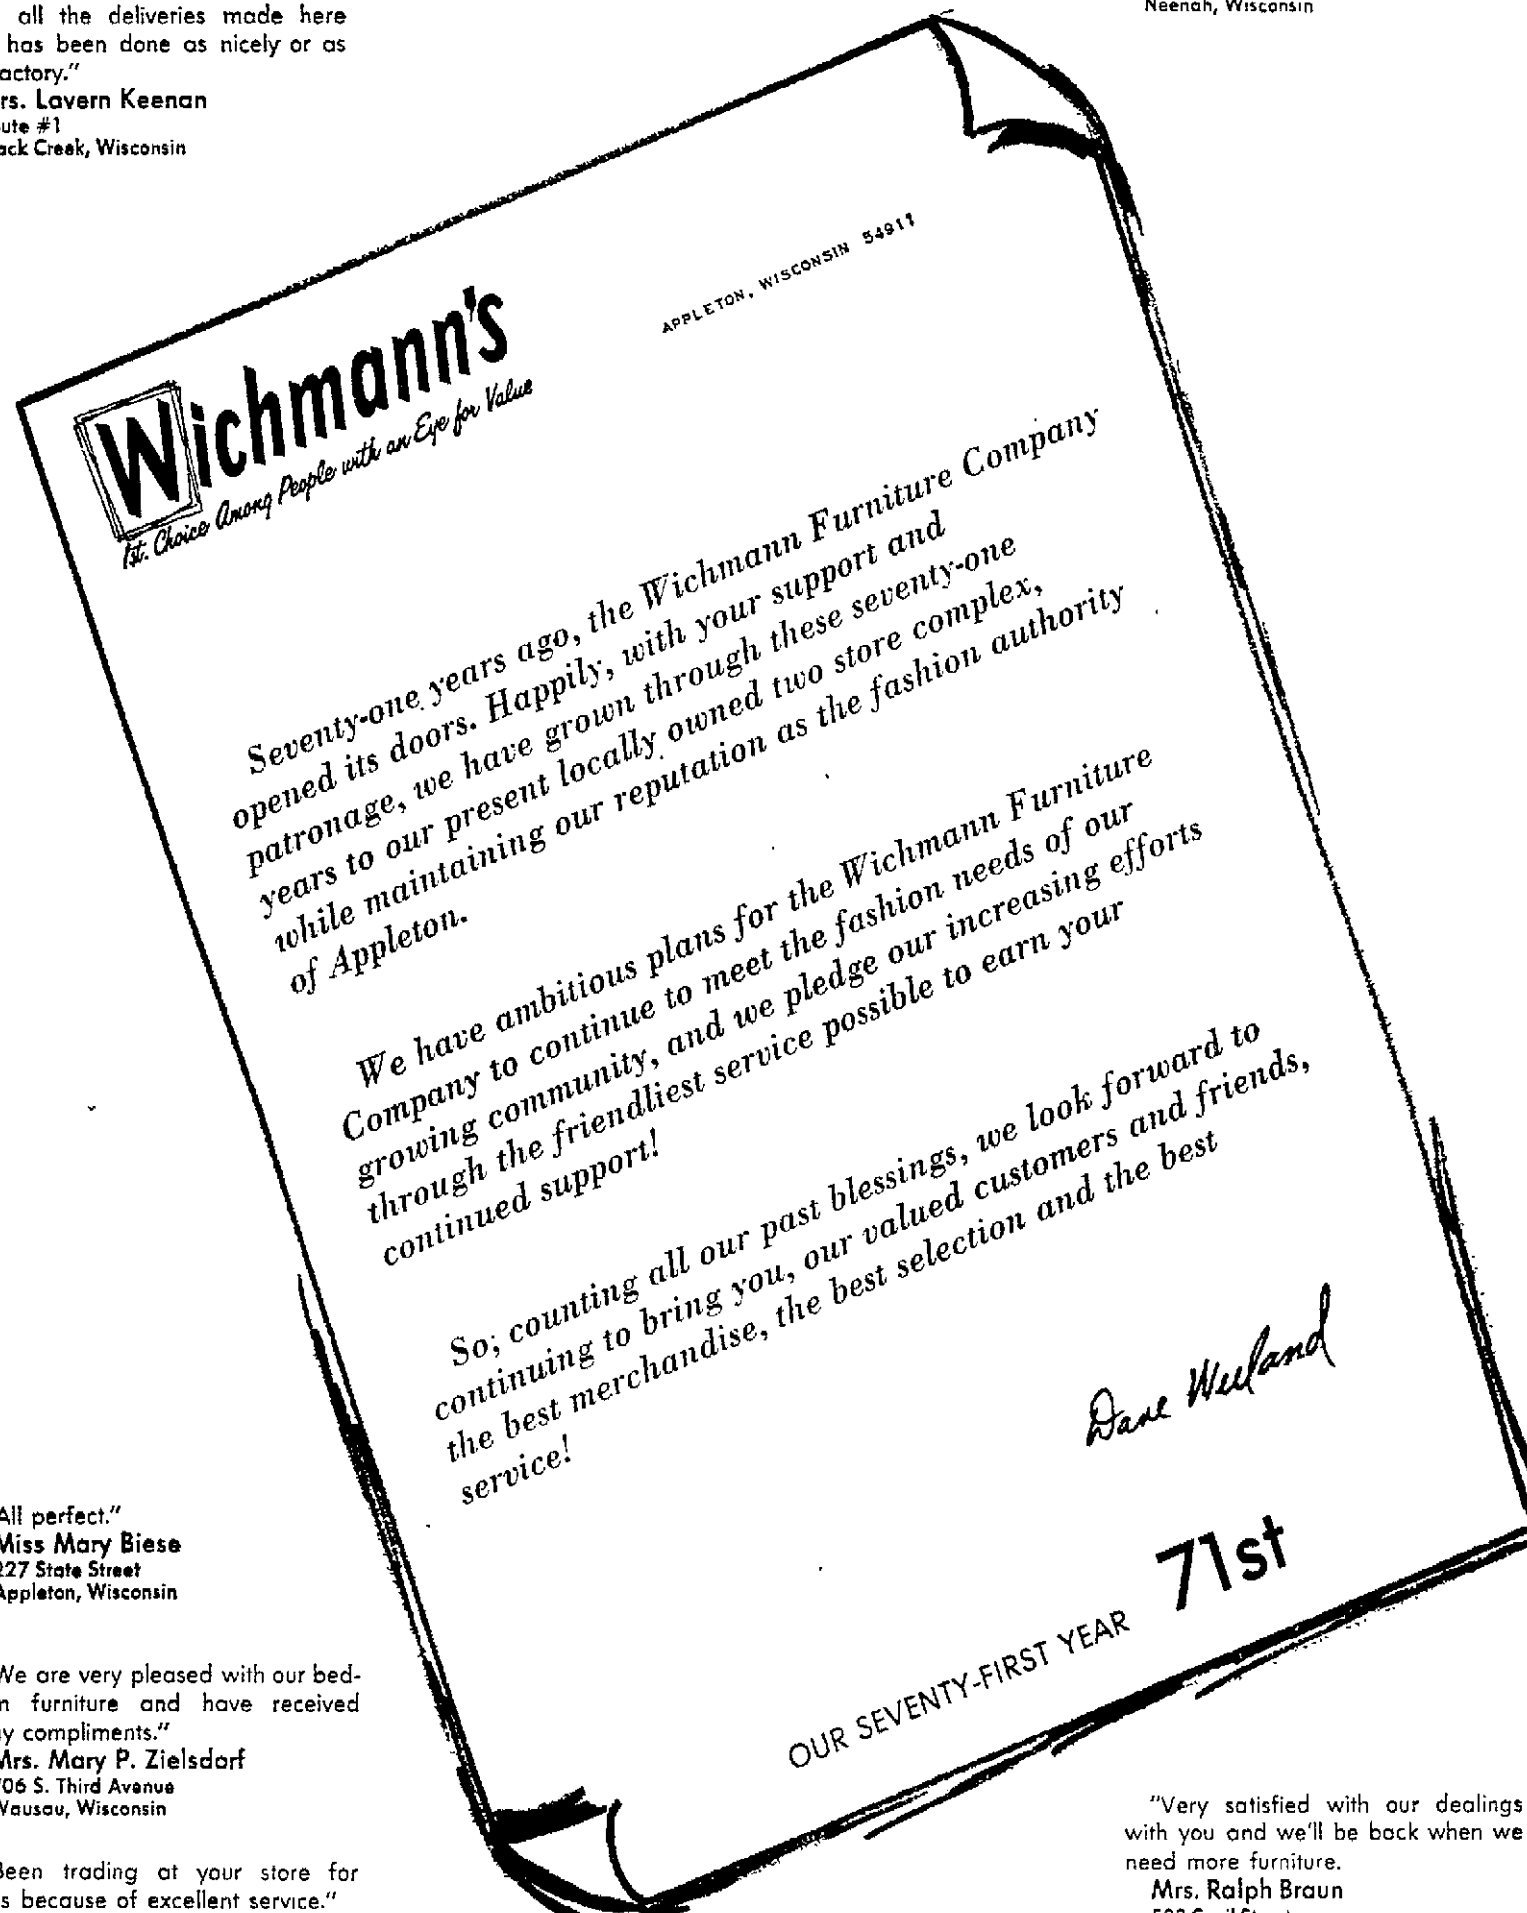 all the deliveries made here
has been done as nicely or as
actory."
rs. Lavern Keenan
ute #1
ack Creek, Wisconsin
Neenah, Wisconsin
APPLETON, WISCONSIN 54911
Wichmann's
1st. Choice Among People with an Eye for Value
Seventy-one years ago, the Wichmann Furniture Company
opened its doors. Happily, with your support and
patronage, we have grown through these seventy-one
years to our present locally owned two store complex,
while maintaining our reputation as the fashion authority
of Appleton.
We have ambitious plans for the Wichmann Furniture
Company to continue to meet the fashion needs of our
growing community, and we pledge our increasing efforts
through the friendliest service possible to earn your
continued support!
So; counting all our past blessings, we look forward to
continuing to bring you, our valued customers and friends,
the best merchandise, the best selection and the best
service!
Dave
OUR SEVENTY-FIRST YEAR 71st
All perfect."
Miss Mary Biese
227 State Street
Appleton, Wisconsin
We are very pleased with our bed-
m furniture and have received
y compliments."
Mrs. Mary P. Zielsdorf
706 S. Third Avenue
Wausau, Wisconsin
Been trading at your store for
s because of excellent service."
"Very satisfied with our dealings
with you and we'll be back when we
need more furniture.
Mrs. Ralph Braun